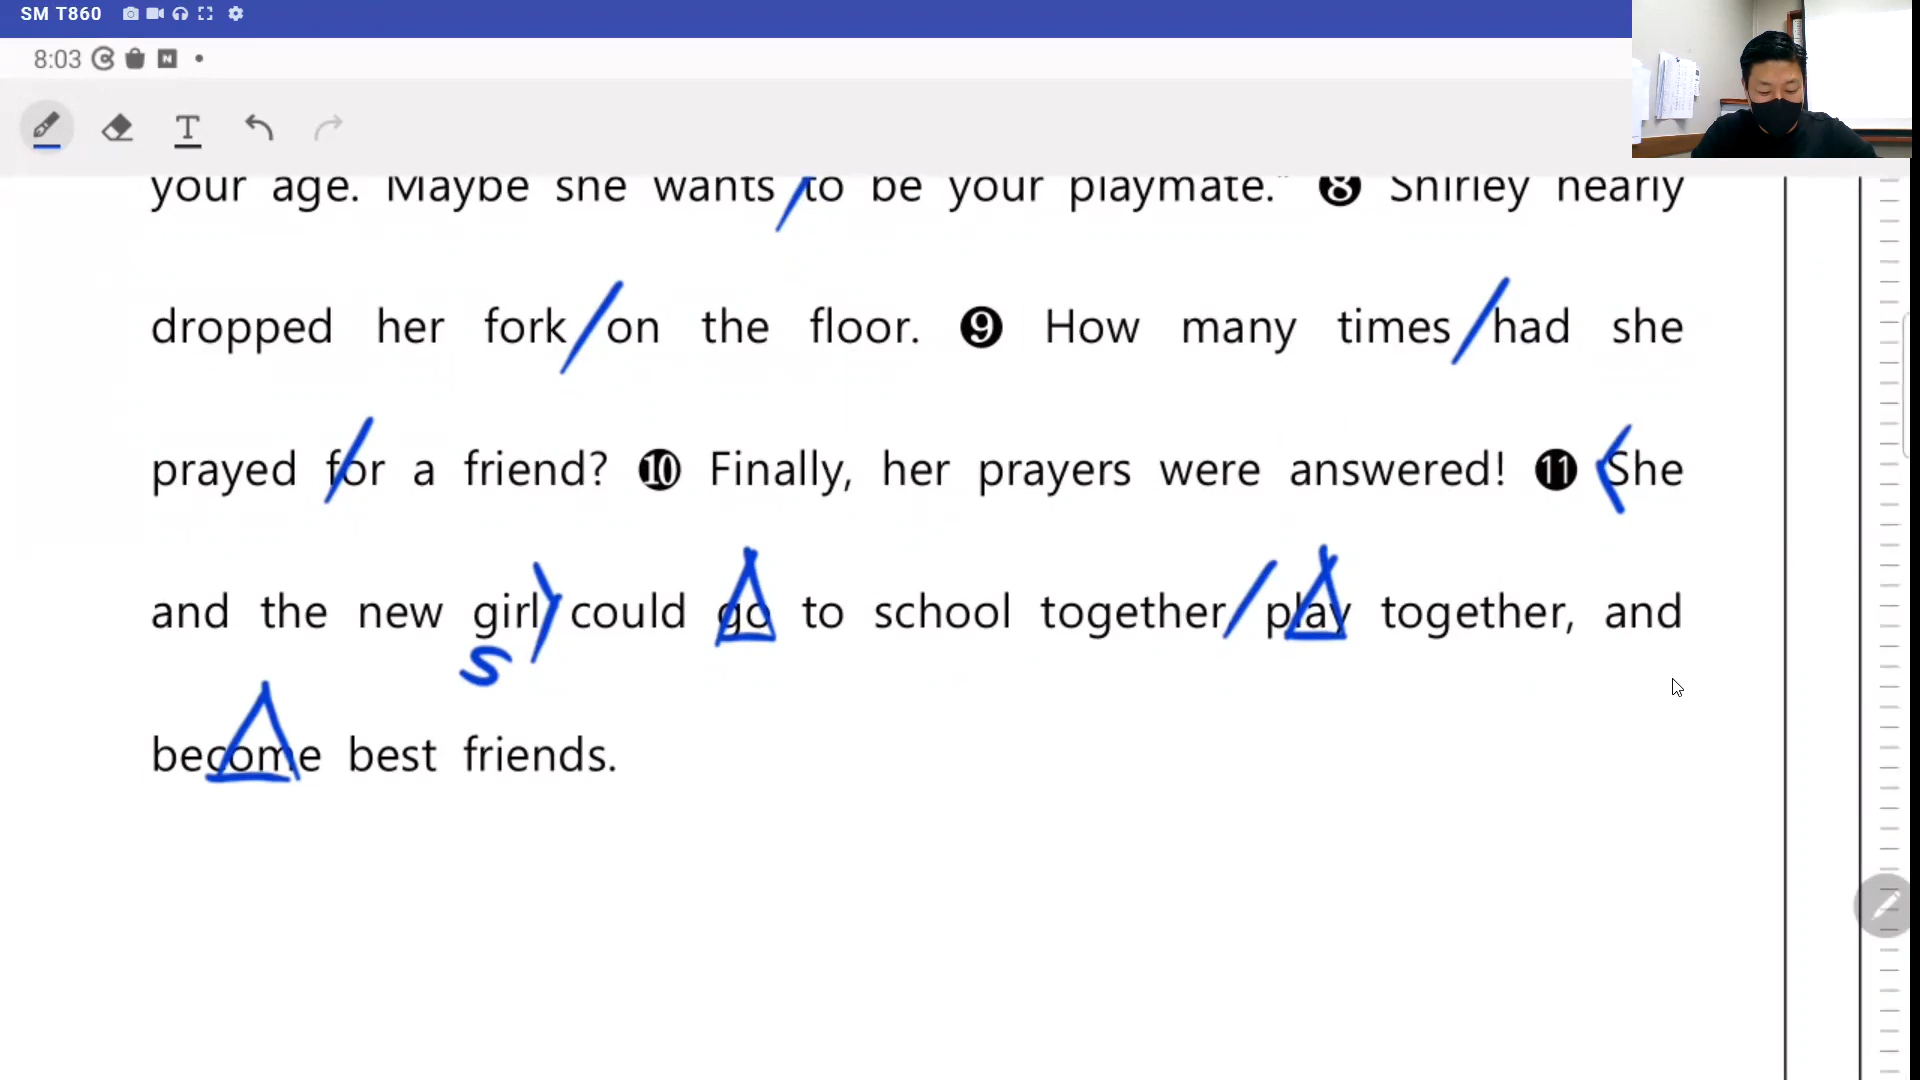 SM T860
8:03
T
your age. Maybe she wants to be your playmate." ❽ Shirley nearly
dropped her fork on the floor. ❾ How many times had she
prayed for a friend? ❿ Finally, her prayers were answered! ⓫ She
and the new girl could go to school together play together, and
s
become best friends.